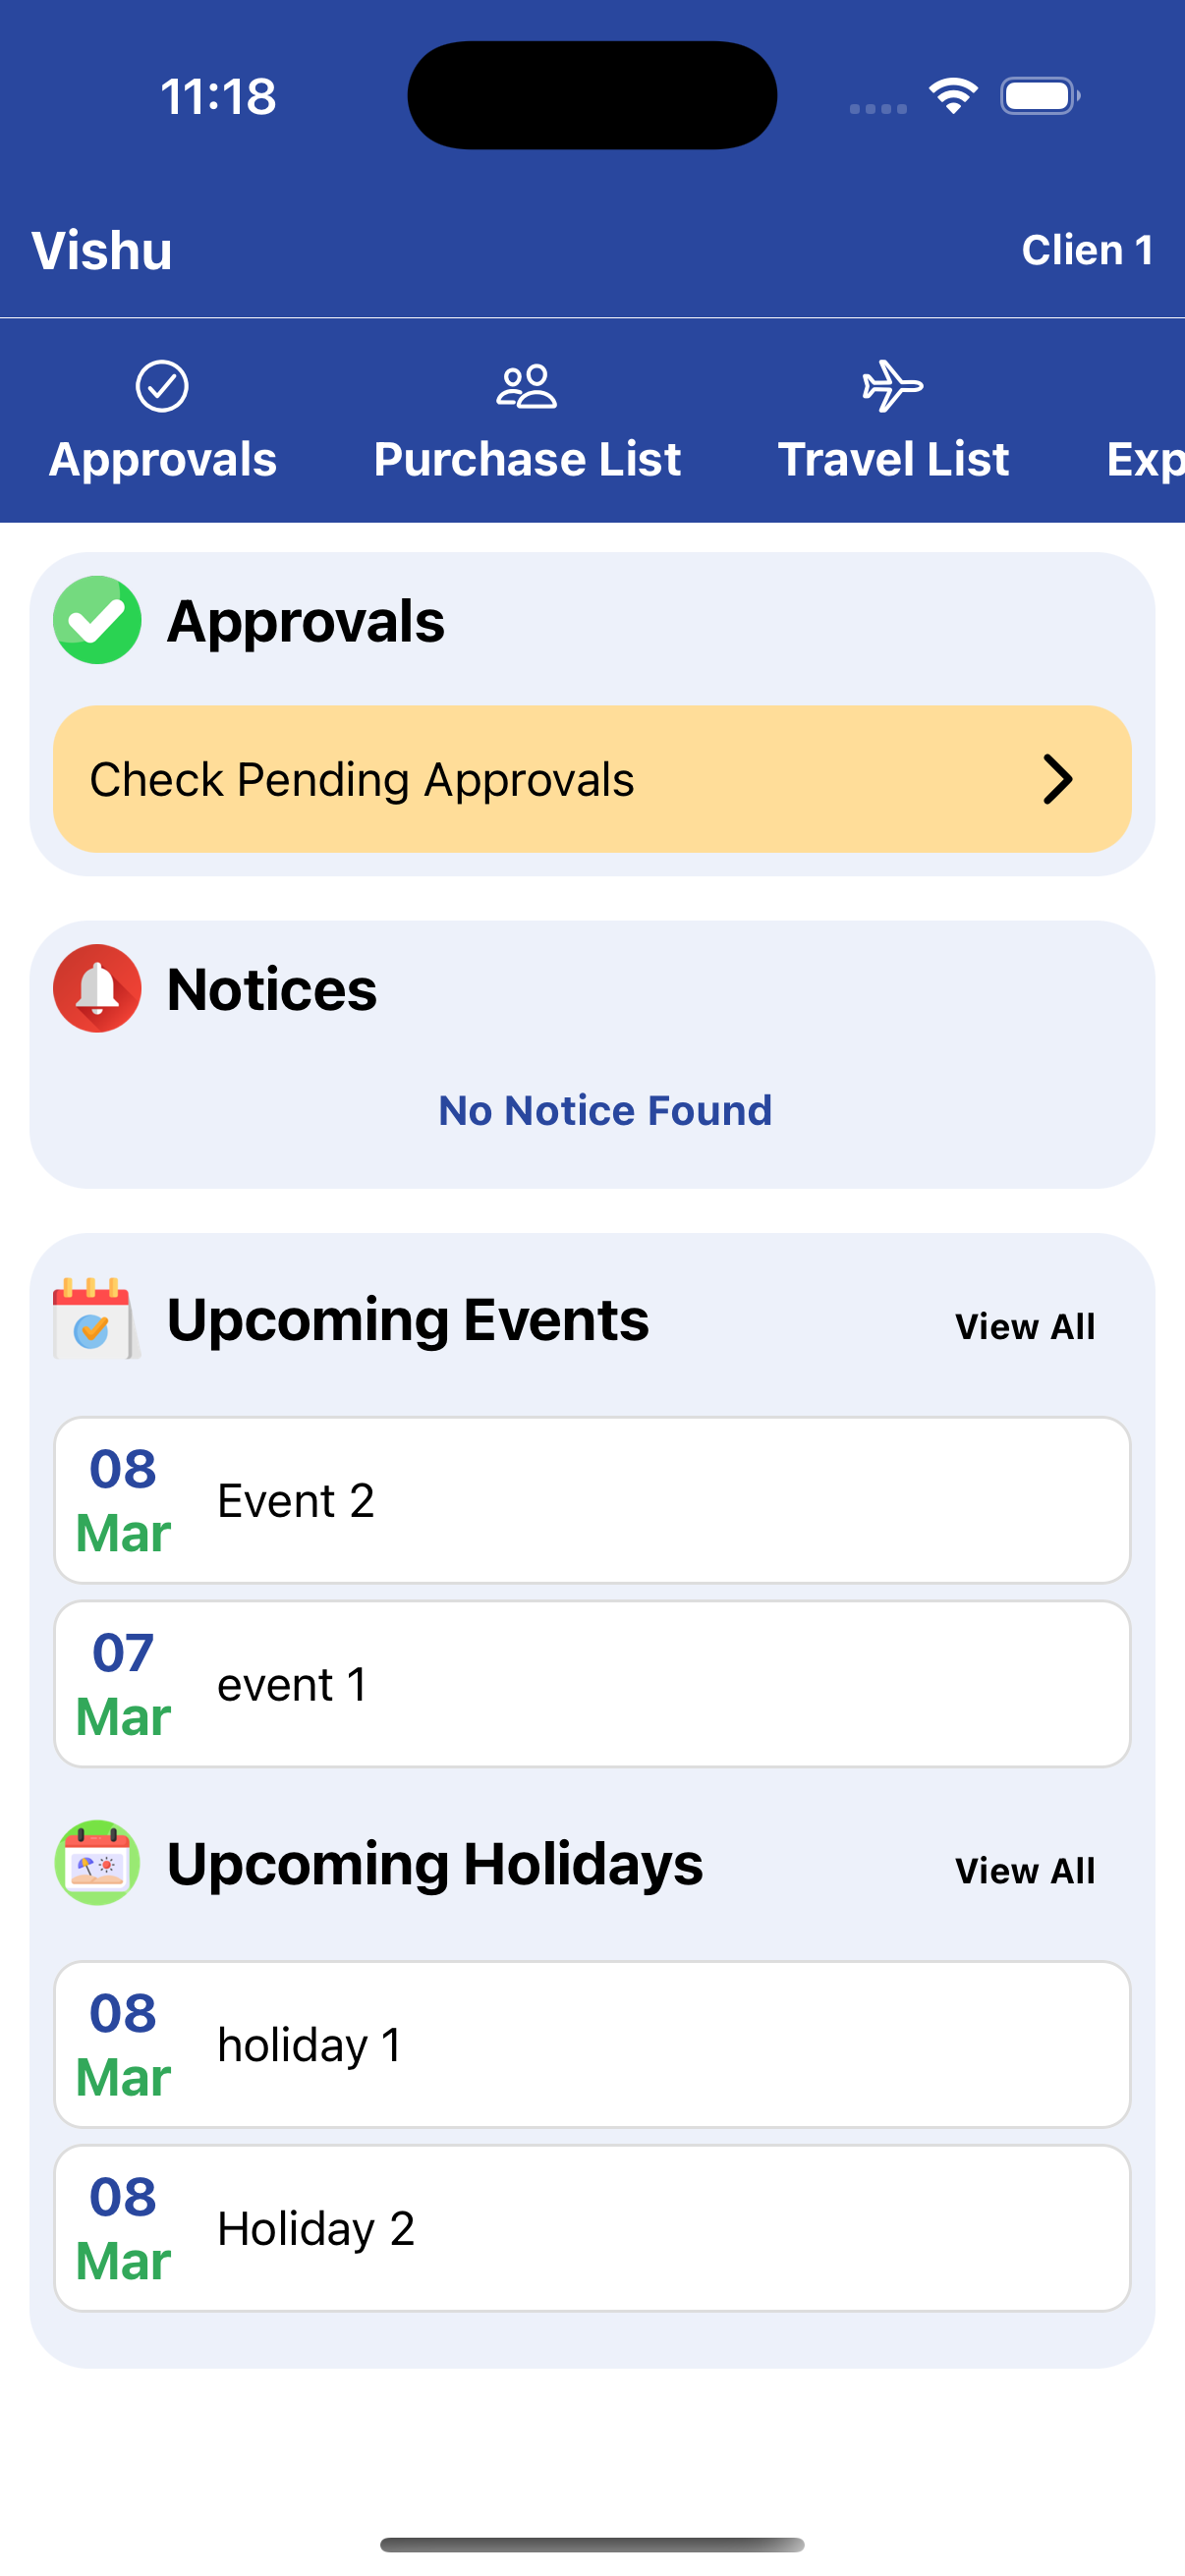 11:18
Vishu
Clien 1
Approvals
Purchase List
Travel List
Exp
Approvals
Check Pending Approvals
Notices
No Notice Found
Upcoming Events
View All
08
Mar
Event 2
07
Mar
event 1
Upcoming Holidays
View All
08
Mar
holiday 1
08
Mar
Holiday 2